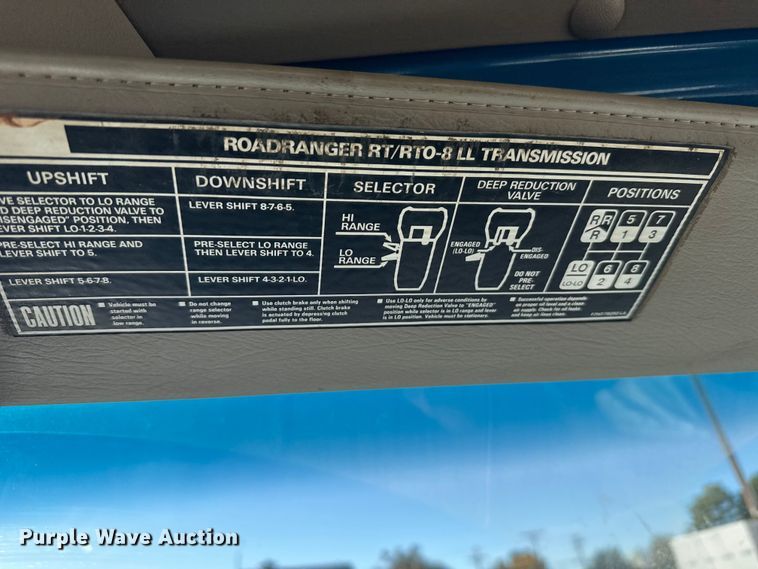 ROADRANGER RT/RTO-8 LL TRANSMISSION
UPSHIFT
VE SELECTOR TO LO RANGE
D DEEP REDUCTION VALVE TO
ISENGAGED" POSITION. THEN
EVER SHIFT LO-1-2-3-4.
PRE-SELECT HI RANGE AND
LEVER SHIFT TO 5.
LEVER SHIFT 5-6-7-8.
DOWNSHIFT
LEVER SHIFT 8-7-6-5.
PRE-SELECT LO RANGE
THEN LEVER SHIFT TO 4.
LEVER SHIFT 4-3-2-1-LO.
SELECTOR
HI
RANGE
LO
RANGE
DEEP REDUCTION
VALVE
ENGAGED
(LO-LO)
DIS-
ENGAGED
DO NOT
PRE-
SELECT
POSITIONS
R R 5 7
R 1 3
LO 6 8
LO-LO 2 4
CAUTION
Vehicle must be
started with
selector in
low range.
Do not change
range selector
while moving
in reverse.
Use clutch brake only when shifting
while standing still. Clutch brake
is actuated by depressing clutch
pedal fully to the floor.
Use LO-LO only for adverse conditions by
moving Deep Reduction Valve to "ENGAGED"
position while selector is in LO range and lever
is in LO position. Vehicle must be stationary.
Successful operation depends
on proper oil level and a clean
air supply. Check for oil leaks
and keep air lines clean.
Purple Wave Auction